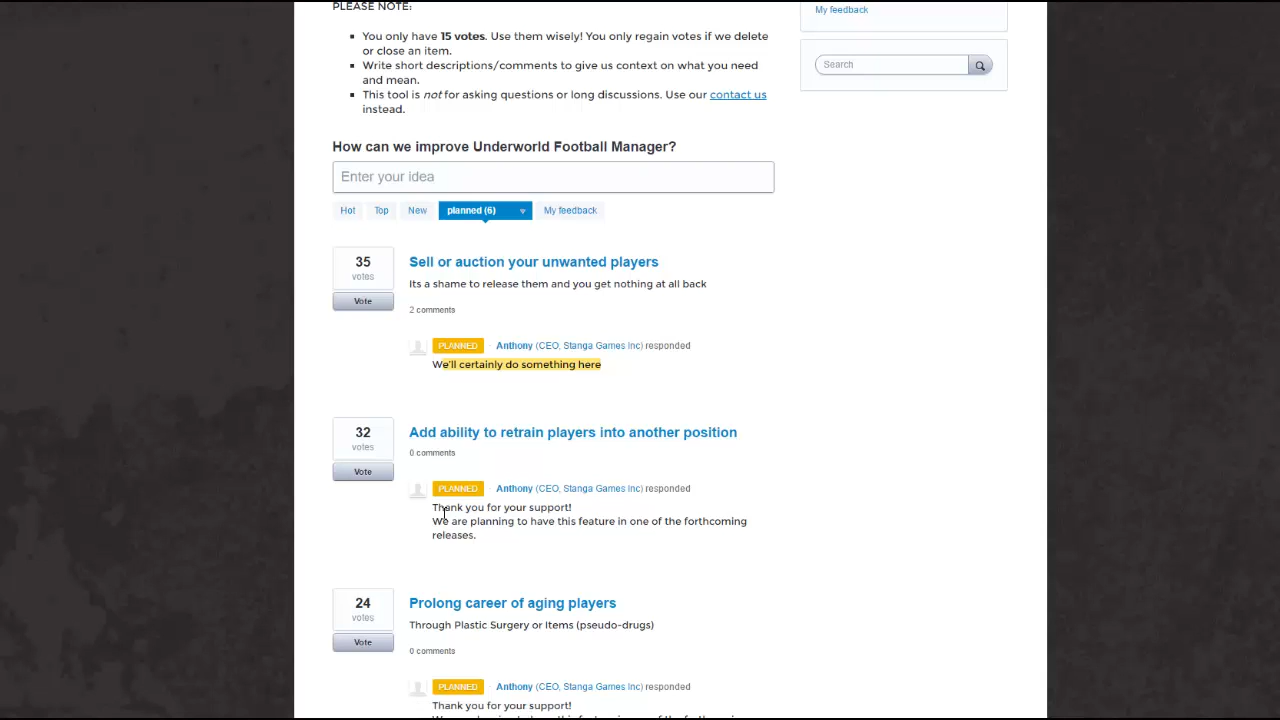 PLEASE NOTE:
You only have 15 votes. Use them wisely! You only regain votes if we delete
or close an item.
Write short descriptions/comments to give us context on what you need
and mean.
This tool is not for asking questions or long discussions. Use our contact us
instead.
My feedback
Search
How can we improve Underworld Football Manager?
Enter your idea
Hot Top New planned (6) My feedback
35
votes
Vote
Sell or auction your unwanted players
Its a shame to release them and you get nothing at all back
2 comments
PLANNED · Anthony (CEO, Stanga Games Inc) responded
We'll certainly do something here
32
votes
Vote
Add ability to retrain players into another position
0 comments
PLANNED · Anthony (CEO, Stanga Games Inc) responded
Thank you for your support!
We are planning to have this feature in one of the forthcoming
releases.
24
votes
Vote
Prolong career of aging players
Through Plastic Surgery or Items (pseudo-drugs)
0 comments
PLANNED · Anthony (CEO, Stanga Games Inc) responded
Thank you for your support!